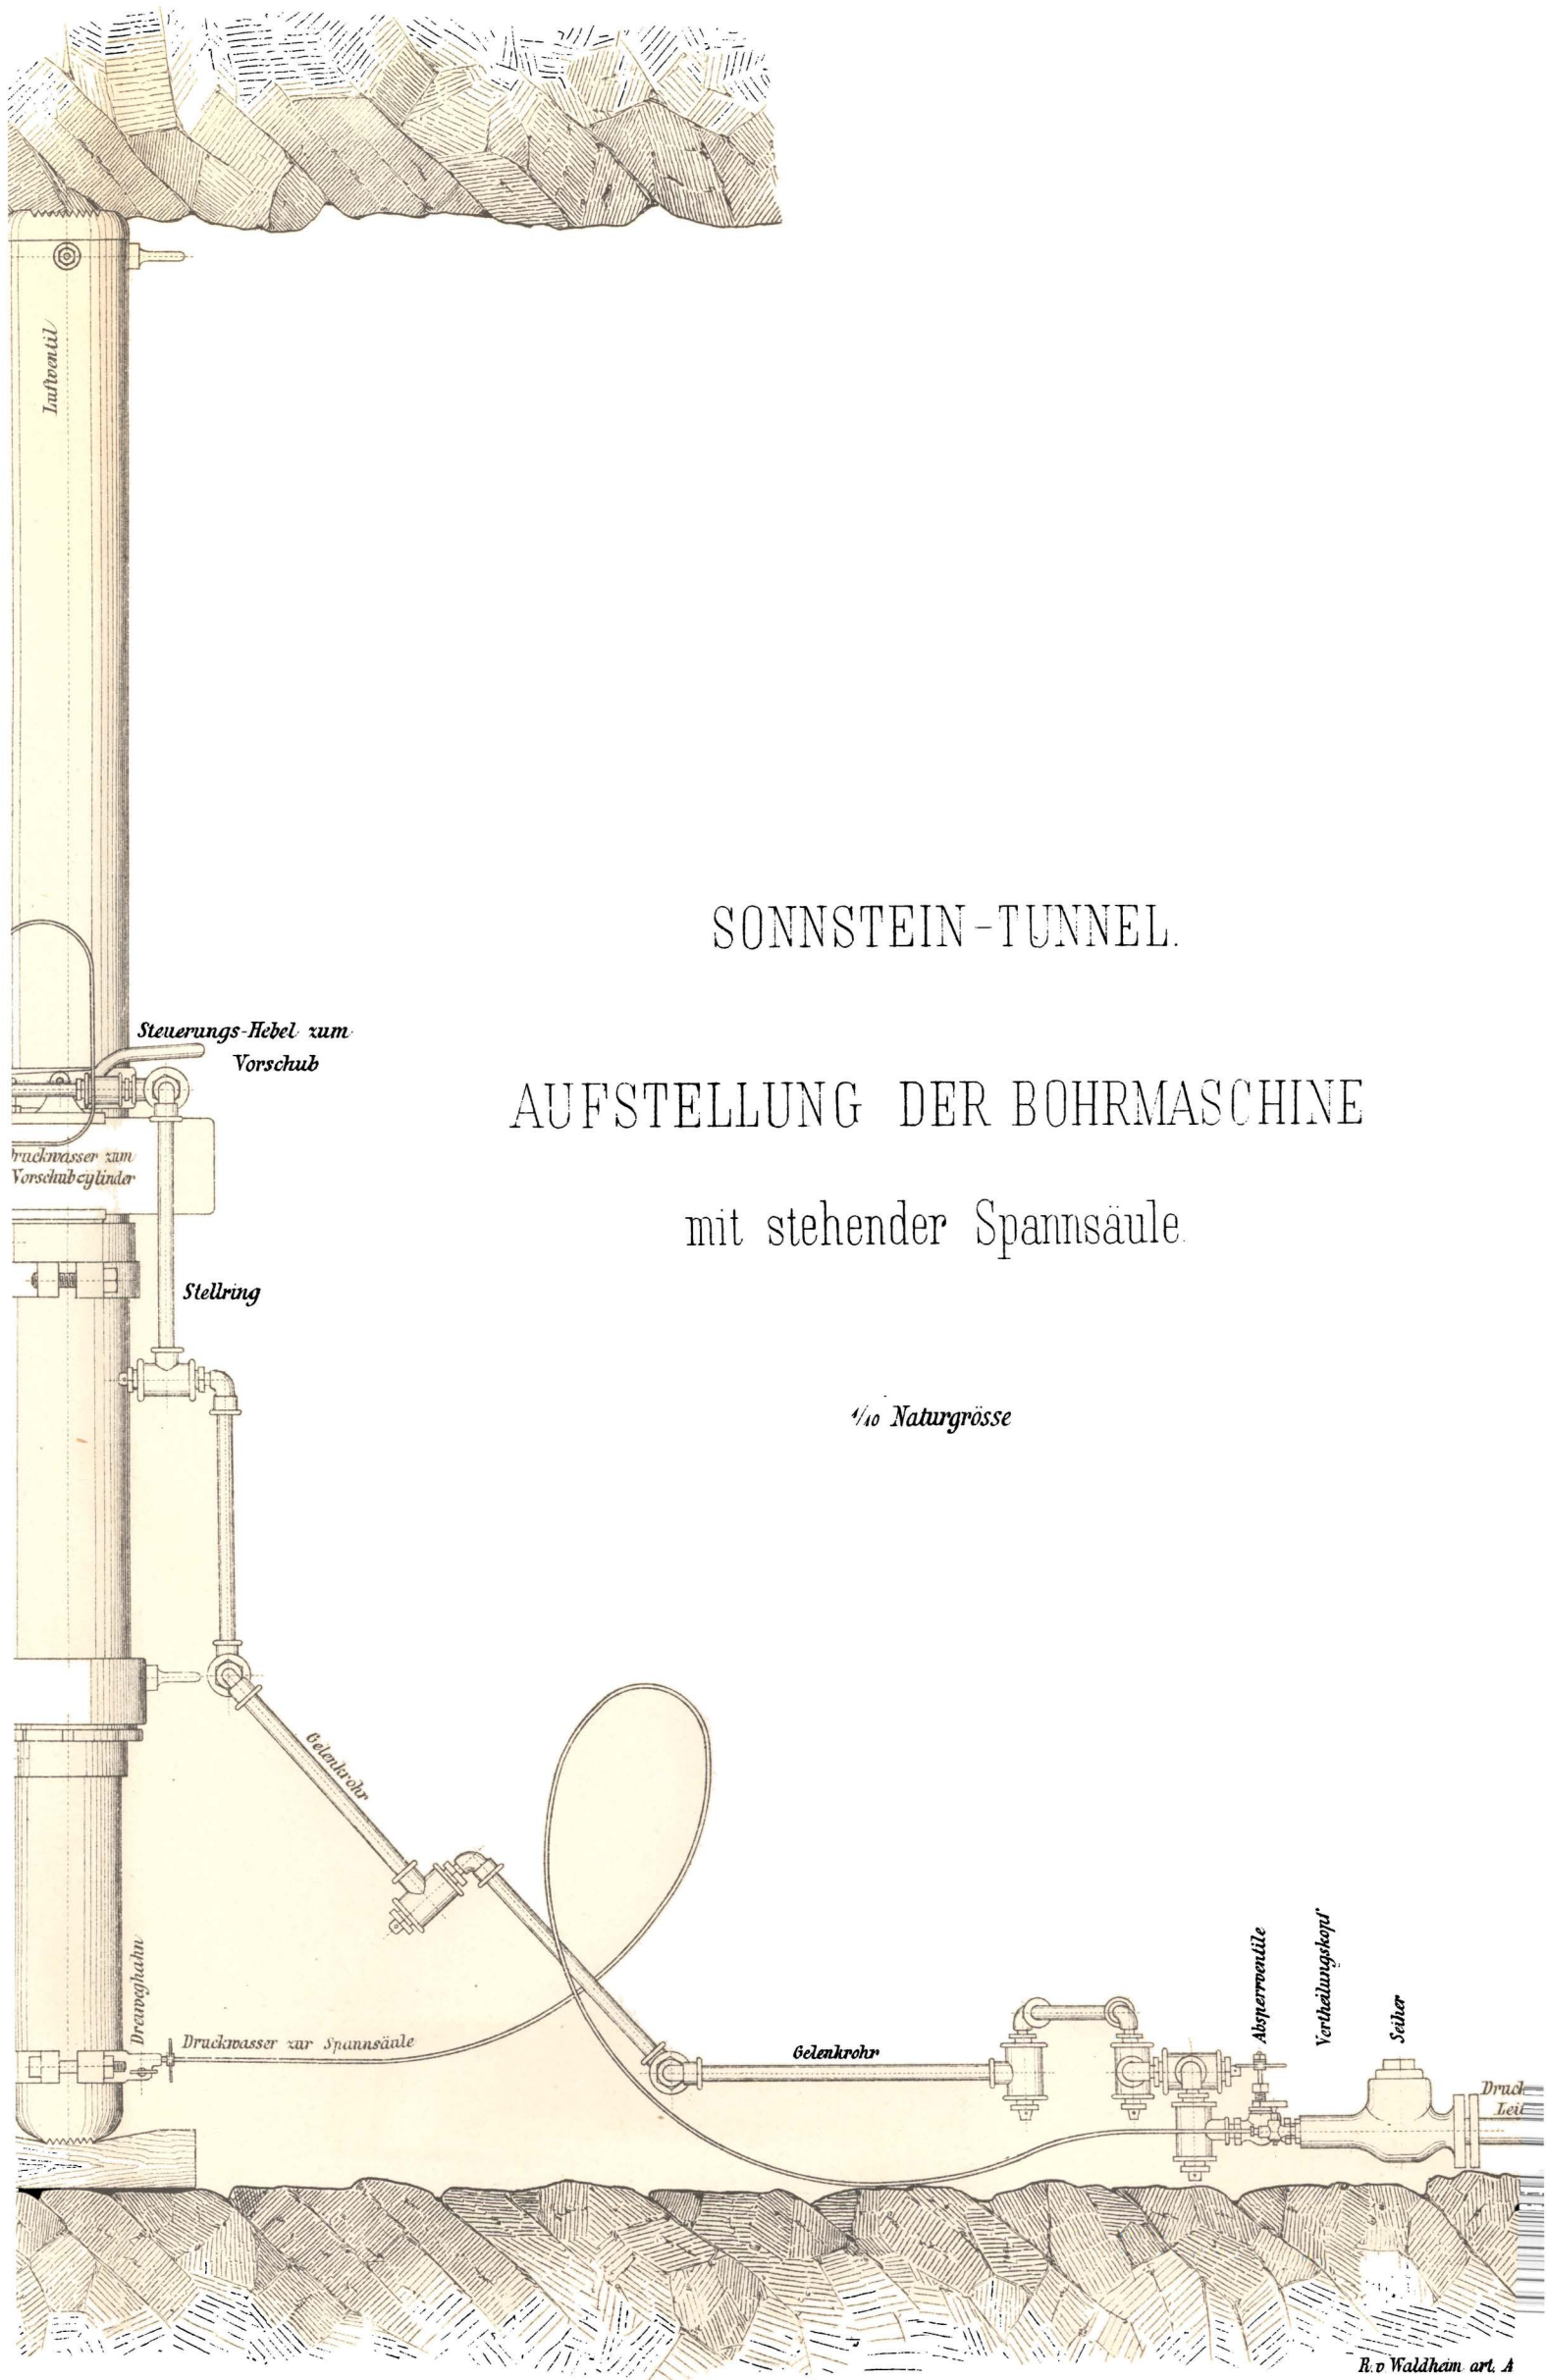 Luftventil
SONNSTEIN-TUNNEL.
Steuerungs-Hebel zum
Vorschub
AUFSTELLUNG DER BOHRMASCHINE
ruckwasser zum
Vorschubcylinder
mit stehender Spannsäule.
Stellring
1/10 Naturgrösse
Gelenkrohr
Dreiweghahn
Druckwasser zur Spannsäule
Gelenkrohr
Absperrventile
Vertheilungskopf
Seiher
Druck
Leit
R. v Waldheim art. A